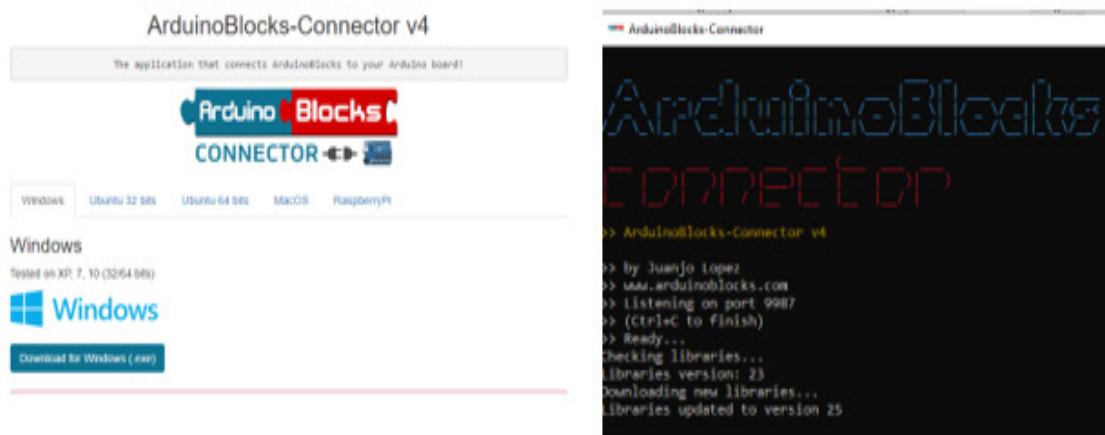 ArduinoBlocks-Connector v4
The application that connects ArduinoBlocks to your Arduino board!
Arduino Blocks
CONNECTOR
Windows Ubuntu 32 bits Ubuntu 64 bits MacOS RaspberryPi
Windows
Tested on XP, 7, 10 (32/64 bits)
Windows
Download for Windows (.exe)
ArduinoBlocks-Connector
ArduinoBlocks
connector
>> ArduinoBlocks-Connector v4
>> by Juanjo Lopez
>> www.arduinoblocks.com
>> Listening on port 9987
>> (Ctrl+C to finish)
>> Ready...
Checking libraries...
Libraries version: 23
Downloading new libraries...
Libraries updated to version 25